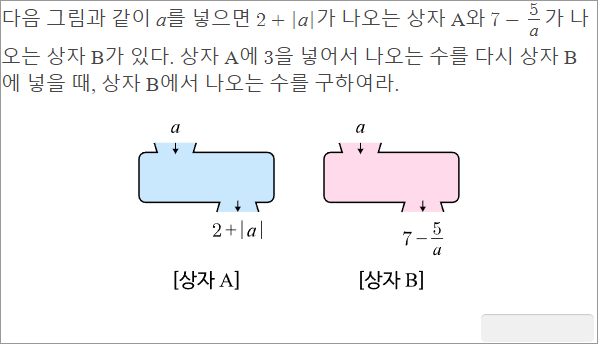 다음 그림과 같이 a를 넣으면 2 + |a|가 나오는 상자 A와 7 − 5/a가 나
오는 상자 B가 있다. 상자 A에 3을 넣어서 나오는 수를 다시 상자 B
에 넣을 때, 상자 B에서 나오는 수를 구하여라.
a a
2+|a| 7−5/a
[상자 A] [상자 B]